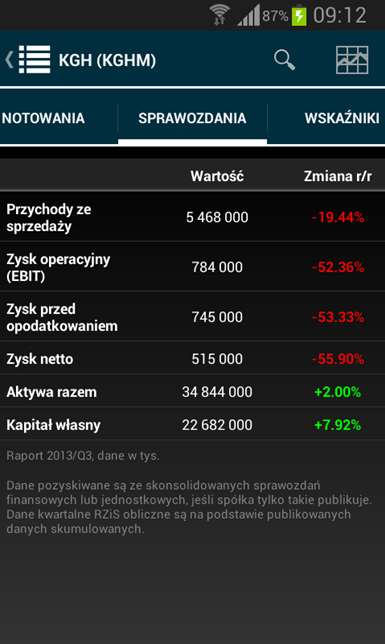 87% 09:12
KGH (KGHM)
NOTOWANIA SPRAWOZDANIA WSKAŹNIKI
Wartość Zmiana r/r
Przychody ze
sprzedaży 5 468 000 -19.44%
Zysk operacyjny
(EBIT) 784 000 -52.36%
Zysk przed
opodatkowaniem 745 000 -53.33%
Zysk netto 515 000 -55.90%
Aktywa razem 34 844 000 +2.00%
Kapitał własny 22 682 000 +7.92%
Raport 2013/Q3, dane w tys.
Dane pozyskiwane są ze skonsolidowanych sprawozdań
finansowych lub jednostkowych, jeśli spółka tylko takie publikuje.
Dane kwartalne RZiS obliczne są na podstawie publikowanych
danych skumulowanych.